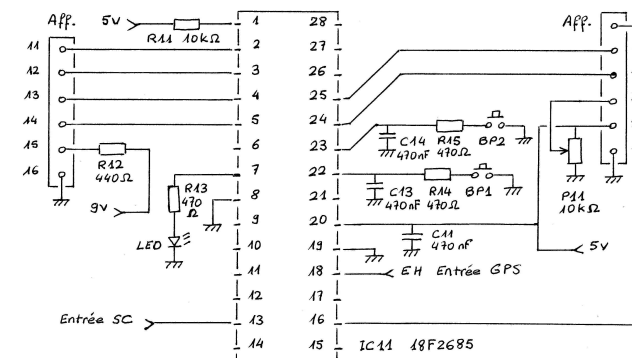 Aff.
5V
R11 10kΩ
1
28
Aff.
11
2
27
12
3
26
13
4
25
14
5
24
C14
470nF
R15
470Ω
BP2
15
R12
440Ω
6
23
16
R13
470
Ω
7
22
C13
470nF
R14
470Ω
BP1
P11
10kΩ
9V
8
21
9
20
C11
470nF
5V
LED
10
19
11
18
EH Entrée GPS
12
17
Entrée SC
13
16
14
15
IC11 18F2685